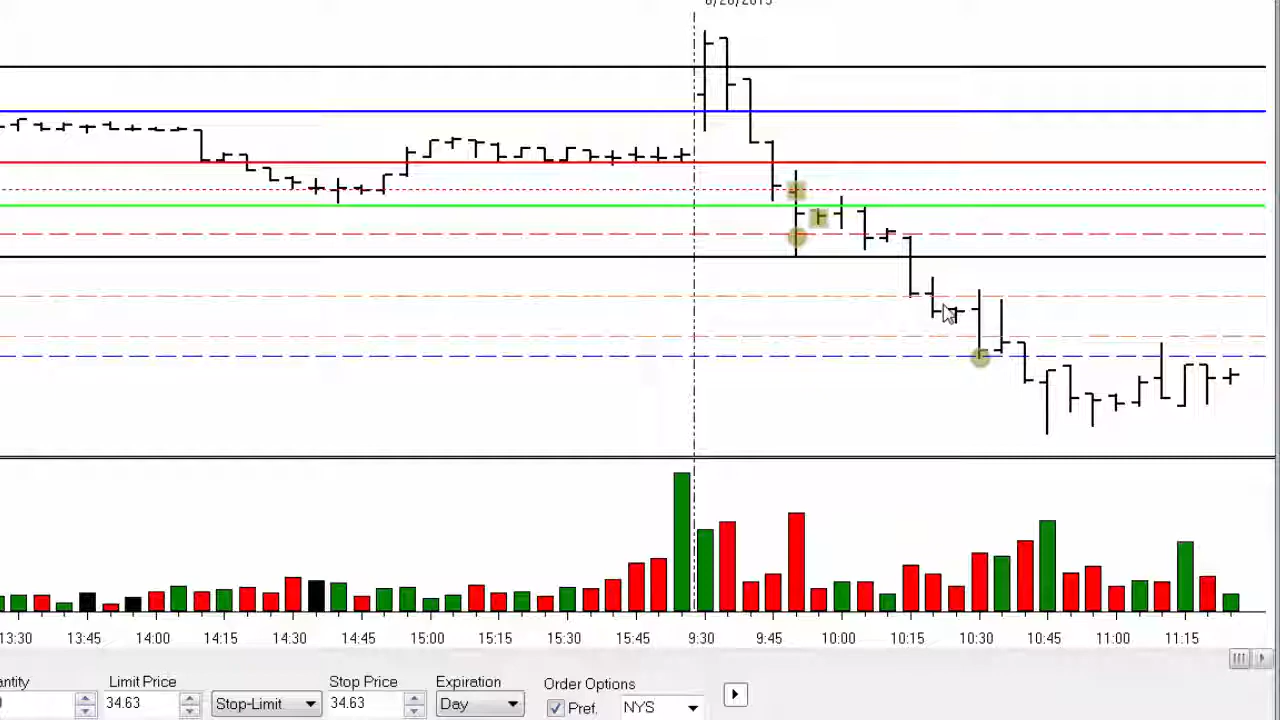 13:30 13:45 14:00 14:15 14:30 14:45 15:00 15:15 15:30 15:45 9:30 9:45 10:00 10:15 10:30 10:45 11:00 11:15
Limit Price Stop Price Expiration Order Options
34.63 Stop-Limit 34.63 Day Pref. NYS